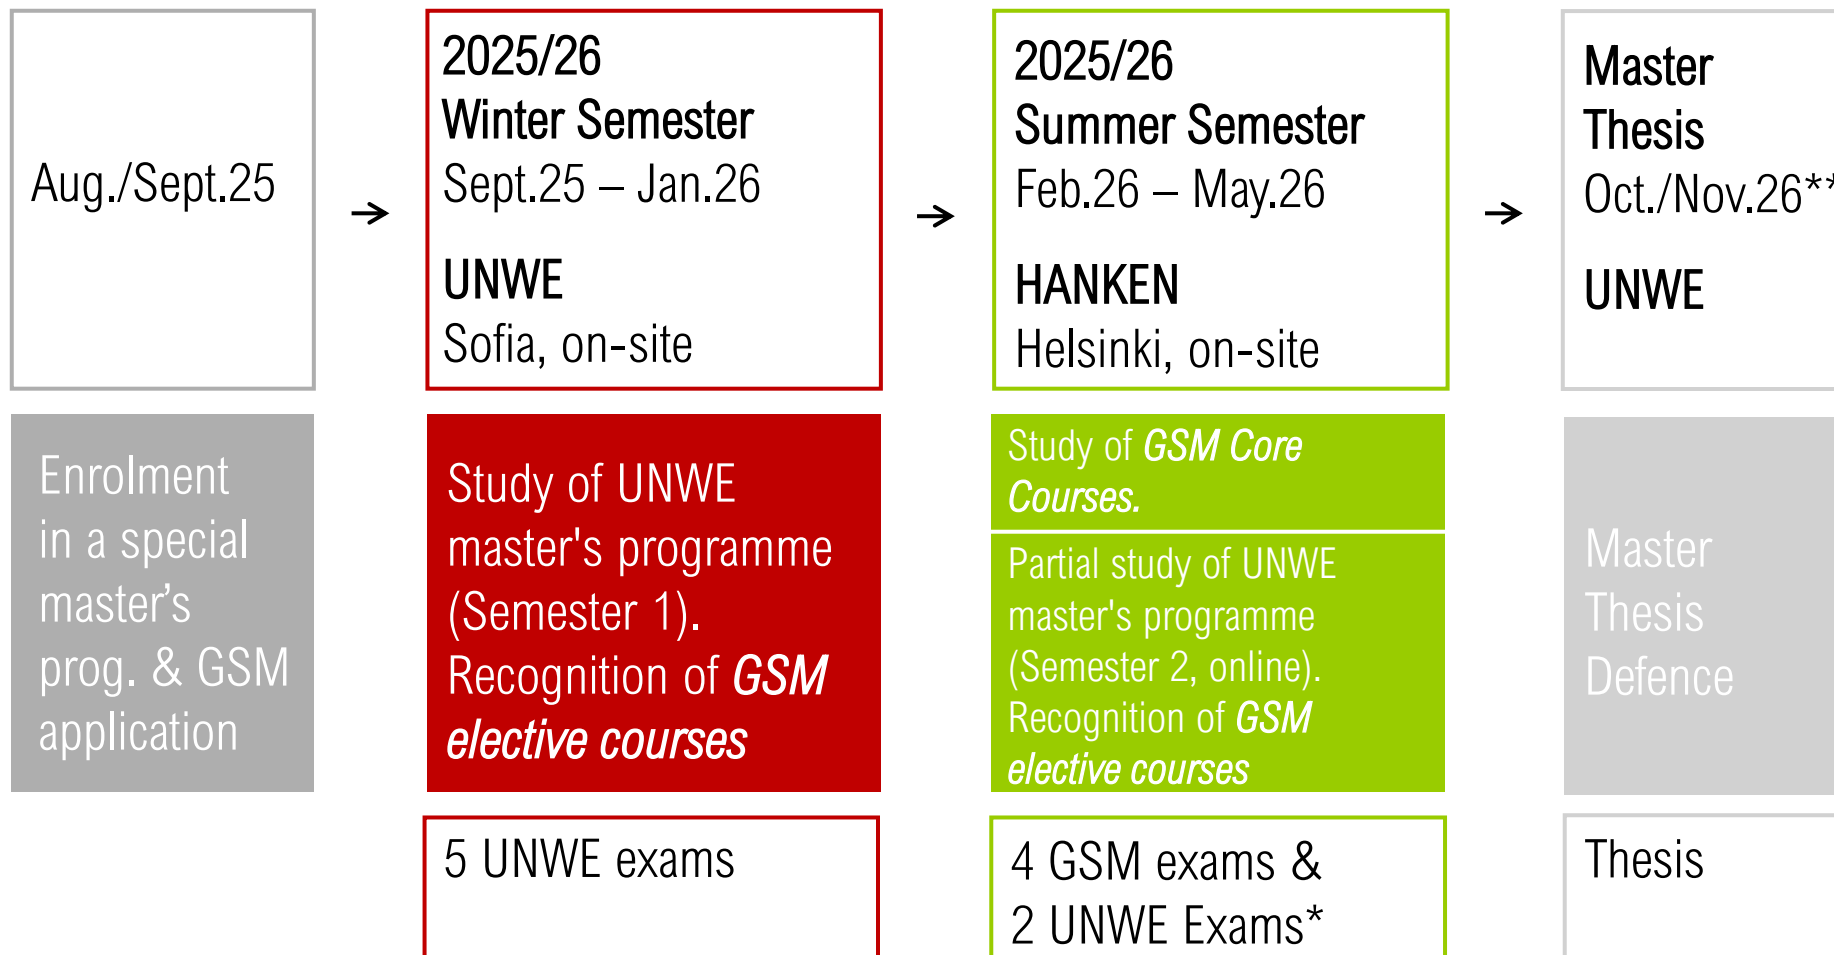 Aug./Sept.25
2025/26
Winter Semester
Sept.25 – Jan.26
UNWE
Sofia, on-site
2025/26
Summer Semester
Feb.26 – May.26
HANKEN
Helsinki, on-site
Master
Thesis
Oct./Nov.26**
UNWE
Enrolment
in a special
master’s
prog. & GSM
application
Study of UNWE
master's programme
(Semester 1).
Recognition of GSM
elective courses
Study of GSM Core
Courses.
Partial study of UNWE
master's programme
(Semester 2, online).
Recognition of GSM
elective courses
Master
Thesis
Defence
5 UNWE exams
4 GSM exams &
2 UNWE Exams*
Thesis